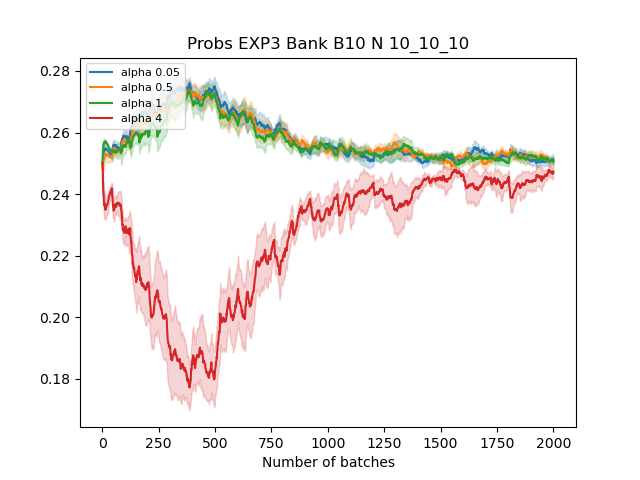 Probs EXP3 Bank B10 N 10_10_10
alpha 0.05
alpha 0.5
alpha 1
alpha 4
0.28
0.26
0.24
0.22
0.20
0.18
0 250 500 750 1000 1250 1500 1750 2000
Number of batches